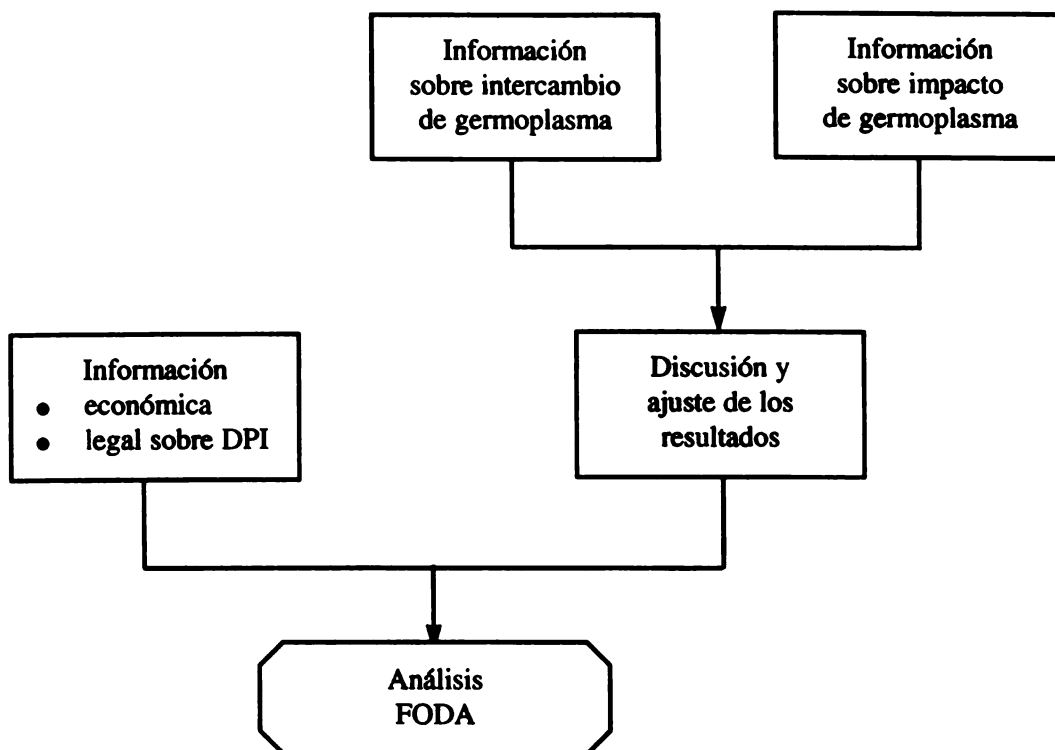 Información
sobre intercambio
de germoplasma
Información
sobre impacto
de germoplasma
Información
• económica
• legal sobre DPI
Discusión y
ajuste de los
resultados
Análisis
FODA